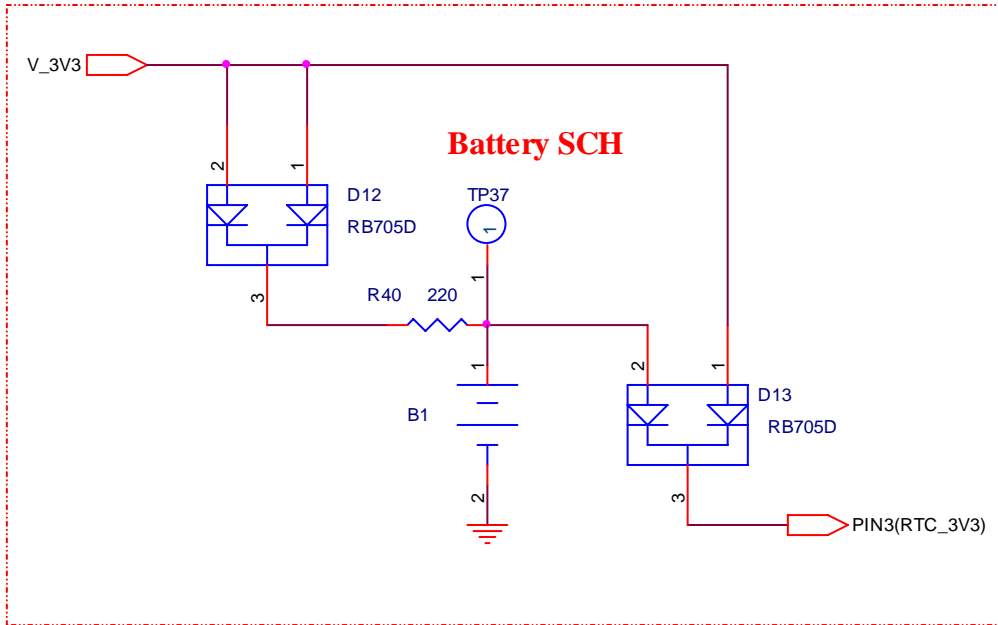 V_3V3
Battery SCH
2
1
D12
RB705D
TP37
1
3
1
R40
220
1
2
1
B1
D13
RB705D
2
3
PIN3(RTC_3V3)